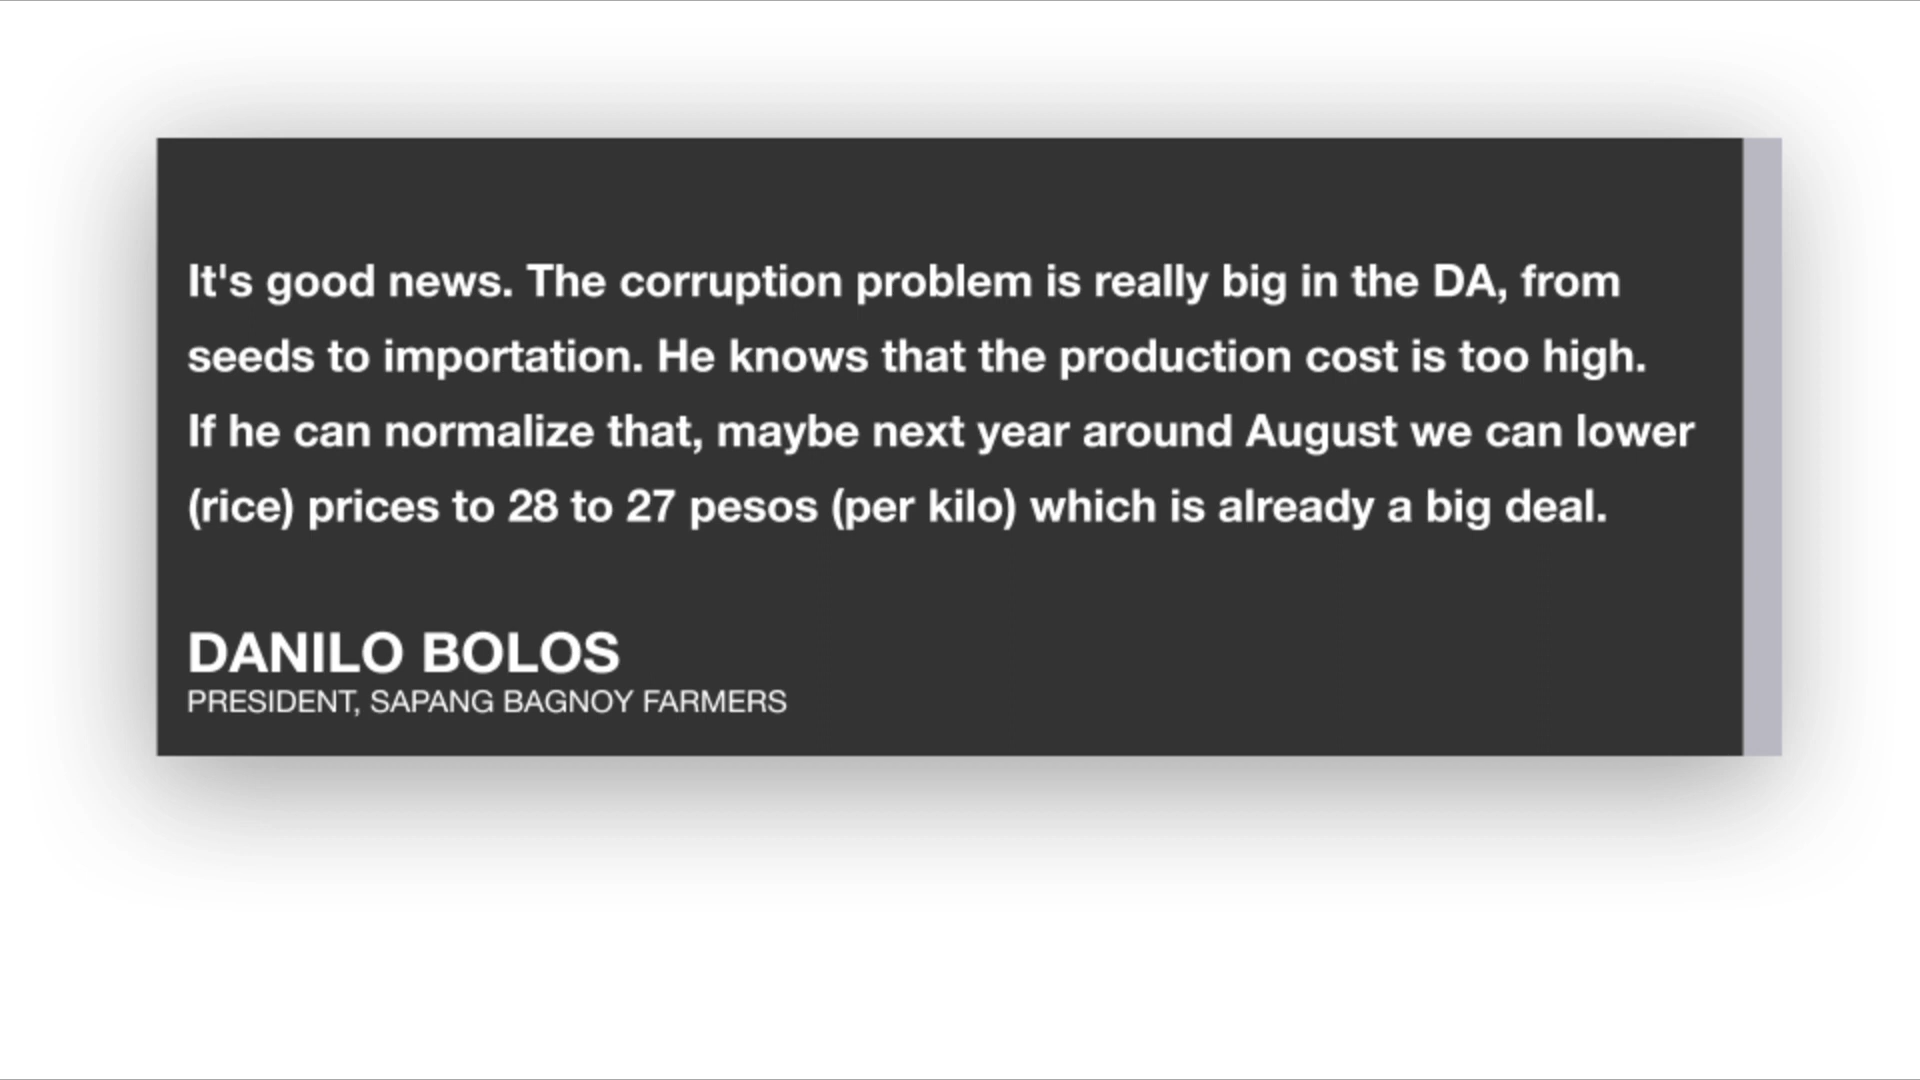 It's good news. The corruption problem is really big in the DA, from
seeds to importation. He knows that the production cost is too high.
If he can normalize that, maybe next year around August we can lower
(rice) prices to 28 to 27 pesos (per kilo) which is already a big deal.
DANILO BOLOS
PRESIDENT, SAPANG BAGNOY FARMERS